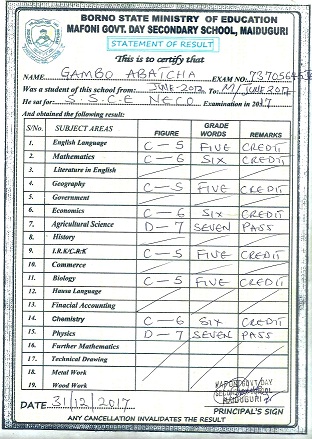 BORNO STATE MINISTRY OF EDUCATION
MAFONI GOVT. DAY SECONDARY SCHOOL, MAIDUGURI
STATEMENT OF RESULT
This is to certify that
NAME GAMBO ABAICHA EXAM NO.
Was a student of this school from: JUNE-2012 To: M/JUNE 2017
He sat for: S.S.C.E NECO Examination in 2017
And obtained the following result:
S/No. SUBJECT AREAS FIGURE GRADE WORDS REMARKS
1. English Language C-5 FIVE CREDIT
2. Mathematics C-6 SIX CREDIT
3. Literature in English
4. Geography C-5 FIVE CREDIT
5. Government
6. Economics C-6 SIX CREDIT
7. Agricultural Science D-7 SEVEN PASS
8. History
9. I.R.K/C.R.K C-5 FIVE CREDIT
10. Commerce
11. Biology C-5 FIVE CREDIT
12. Hausa Language
13. Finacial Accounting
14. Chemistry C-6 SIX CREDIT
15. Physics D-7 SEVEN PASS
16. Further Mathematics
17. Technical Drawing
18. Metal Work
19. Wood Work
MAFONI GOVT DAY
MAIDUGURI
DATE 31/12/2017 PRINCIPAL'S SIGN
ANY CANCELLATION INVALIDATES THE RESULT